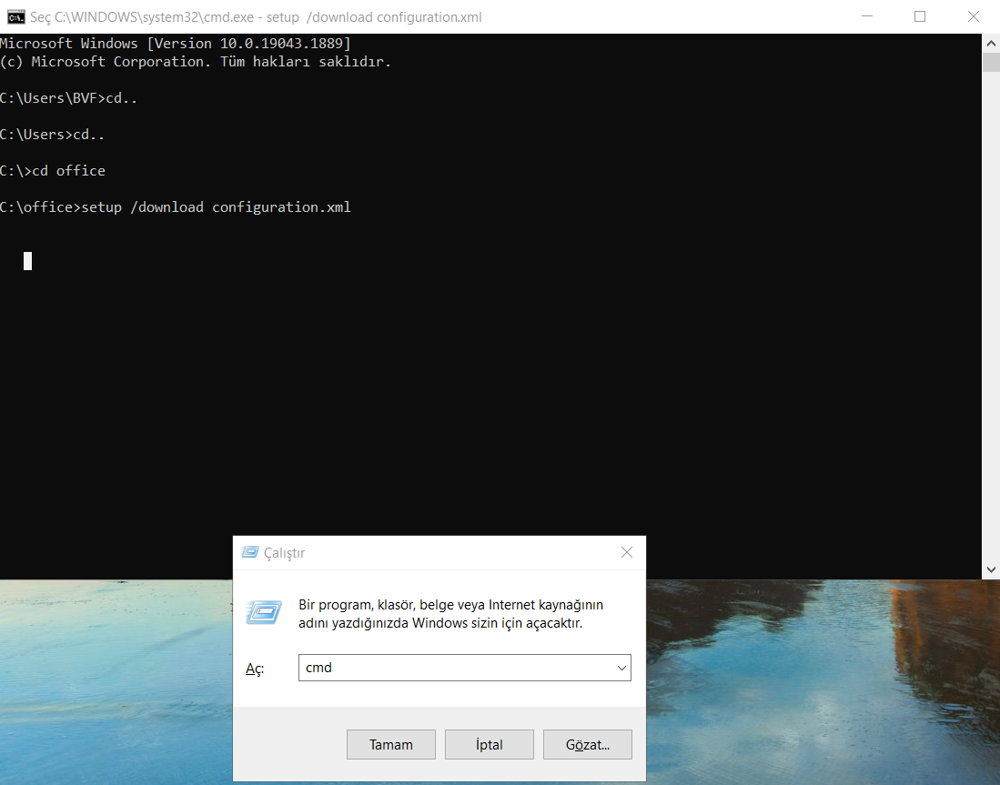 Seç C:\WINDOWS\system32\cmd.exe - setup  /download configuration.xml
Microsoft Windows [Version 10.0.19043.1889]
(c) Microsoft Corporation. Tüm hakları saklıdır.
C:\Users\BVF>cd..
C:\Users>cd..
C:\>cd office
C:\office>setup /download configuration.xml
Çalıştır
Bir program, klasör, belge veya Internet kaynağının
adını yazdığınızda Windows sizin için açacaktır.
Aç:
cmd
Tamam
İptal
Gözat...